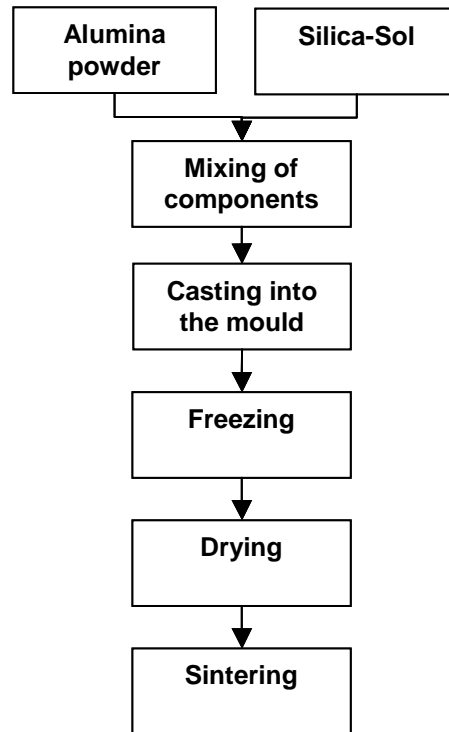 Alumina
powder
Silica-Sol
Mixing of
components
Casting into
the mould
Freezing
Drying
Sintering